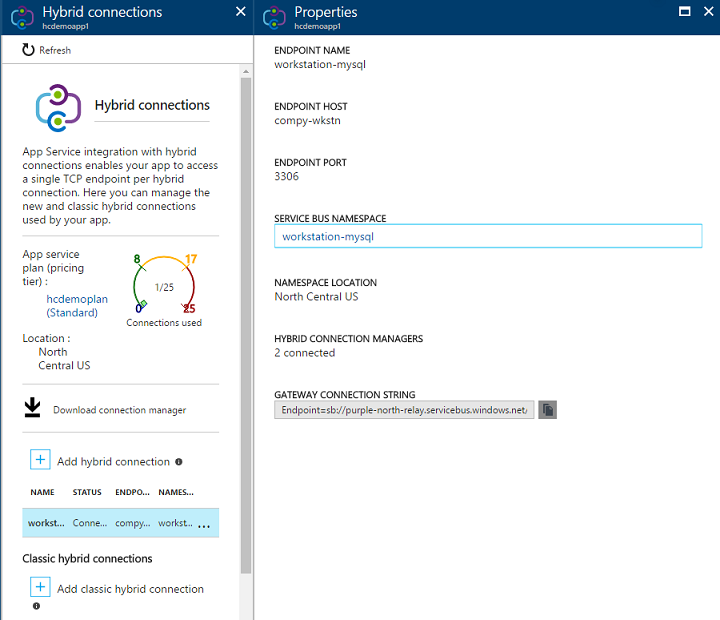 Hybrid connections
hcdemoapp1
Refresh
Hybrid connections
App Service integration with hybrid
connections enables your app to access
a single TCP endpoint per hybrid
connection. Here you can manage the
new and classic hybrid connections
used by your app.
App service
plan (pricing
tier) :
hcdemoplan
(Standard)
Location :
North
Central US
8
17
1/25
0
25
Connections used
Download connection manager
Add hybrid connection
NAME STATUS ENDPO... NAMES...
workst... Conne... compy... workst... ...
Classic hybrid connections
Add classic hybrid connection
Properties
hcdemoapp1
ENDPOINT NAME
workstation-mysql
ENDPOINT HOST
compy-wkstn
ENDPOINT PORT
3306
SERVICE BUS NAMESPACE
workstation-mysql
NAMESPACE LOCATION
North Central US
HYBRID CONNECTION MANAGERS
2 connected
GATEWAY CONNECTION STRING
Endpoint=sb://purple-north-relay.servicebus.windows.net/